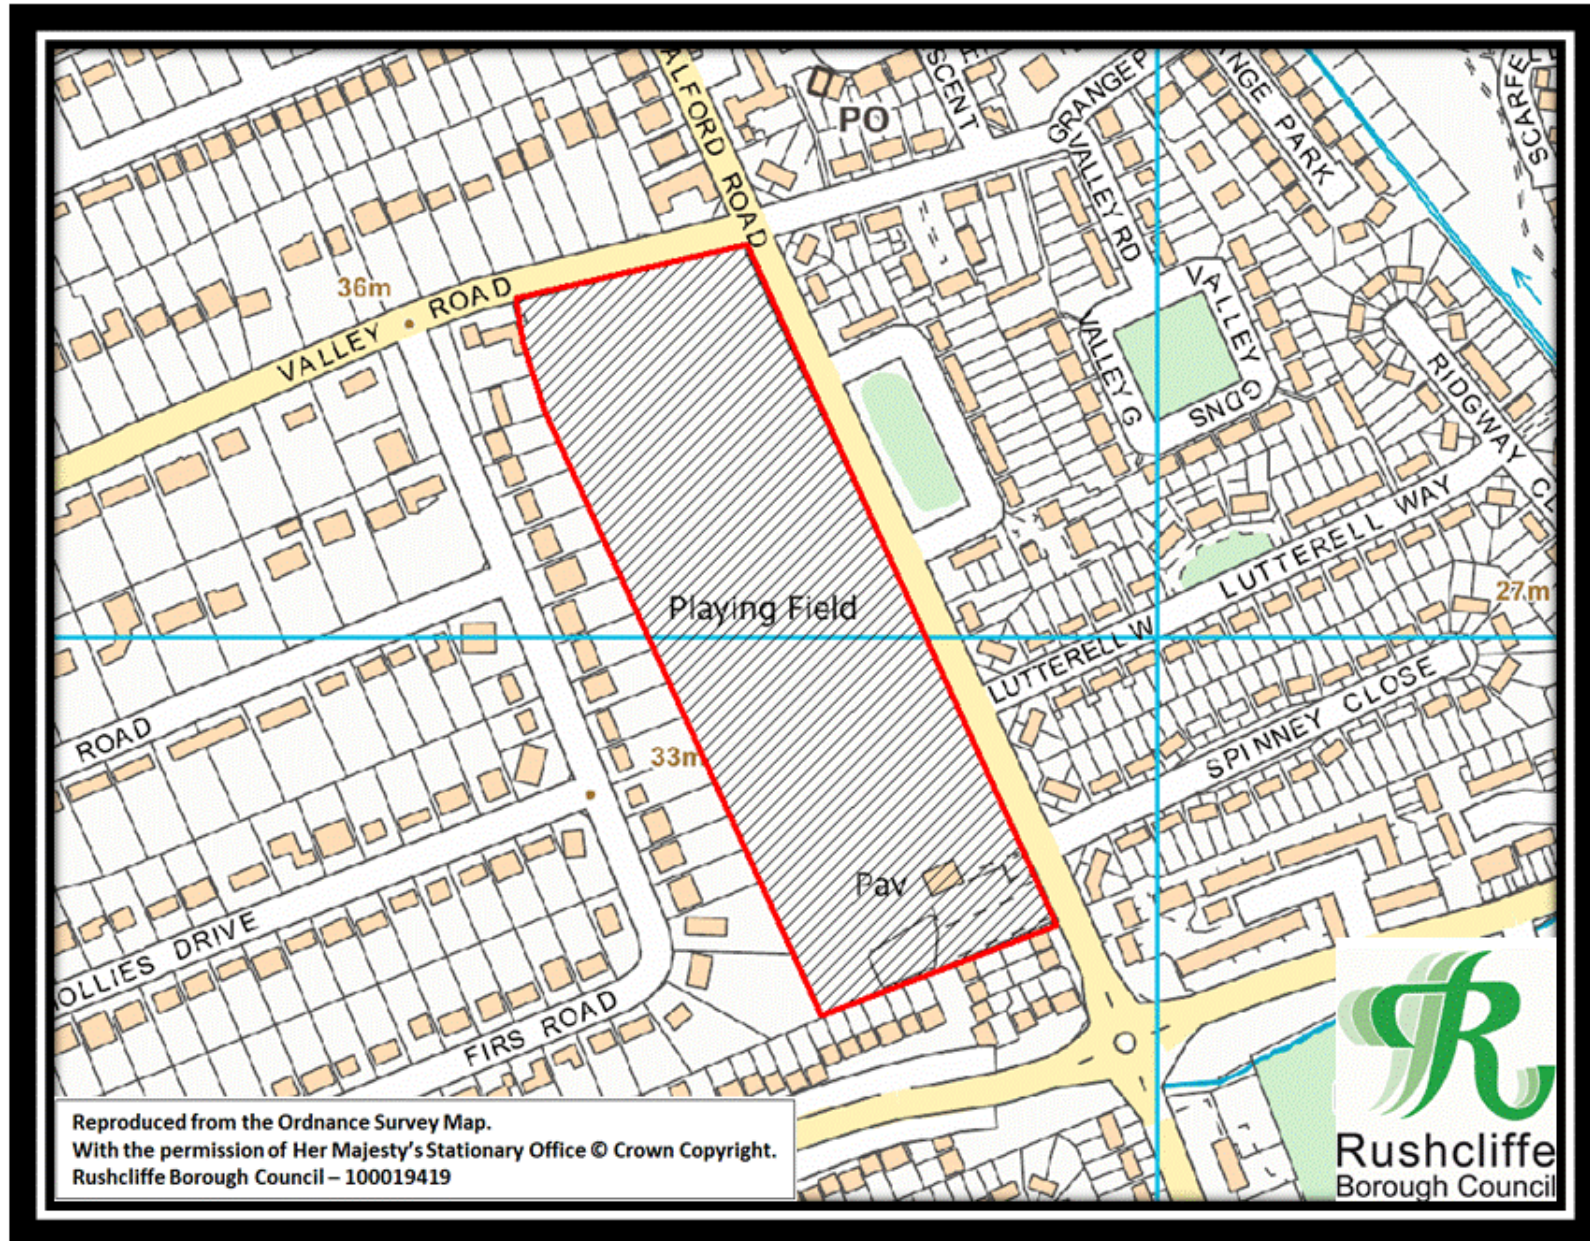 ALFORD ROAD
PO
SCENT
GRANGE P
NGE PARK
SCARFE
VALLEY RD
36m
VALLEY ROAD
VALLEY G
VALLEY GDNS
RIDGWAY CL
LUTTERELL WAY
27m
Playing Field
LUTTERELL W
SPINNEY CLOSE
ROAD
33m
Pav
OLLIES DRIVE
FIRS ROAD
Reproduced from the Ordnance Survey Map.
With the permission of Her Majesty's Stationary Office © Crown Copyright.
Rushcliffe Borough Council – 100019419
Rushcliffe
Borough Council